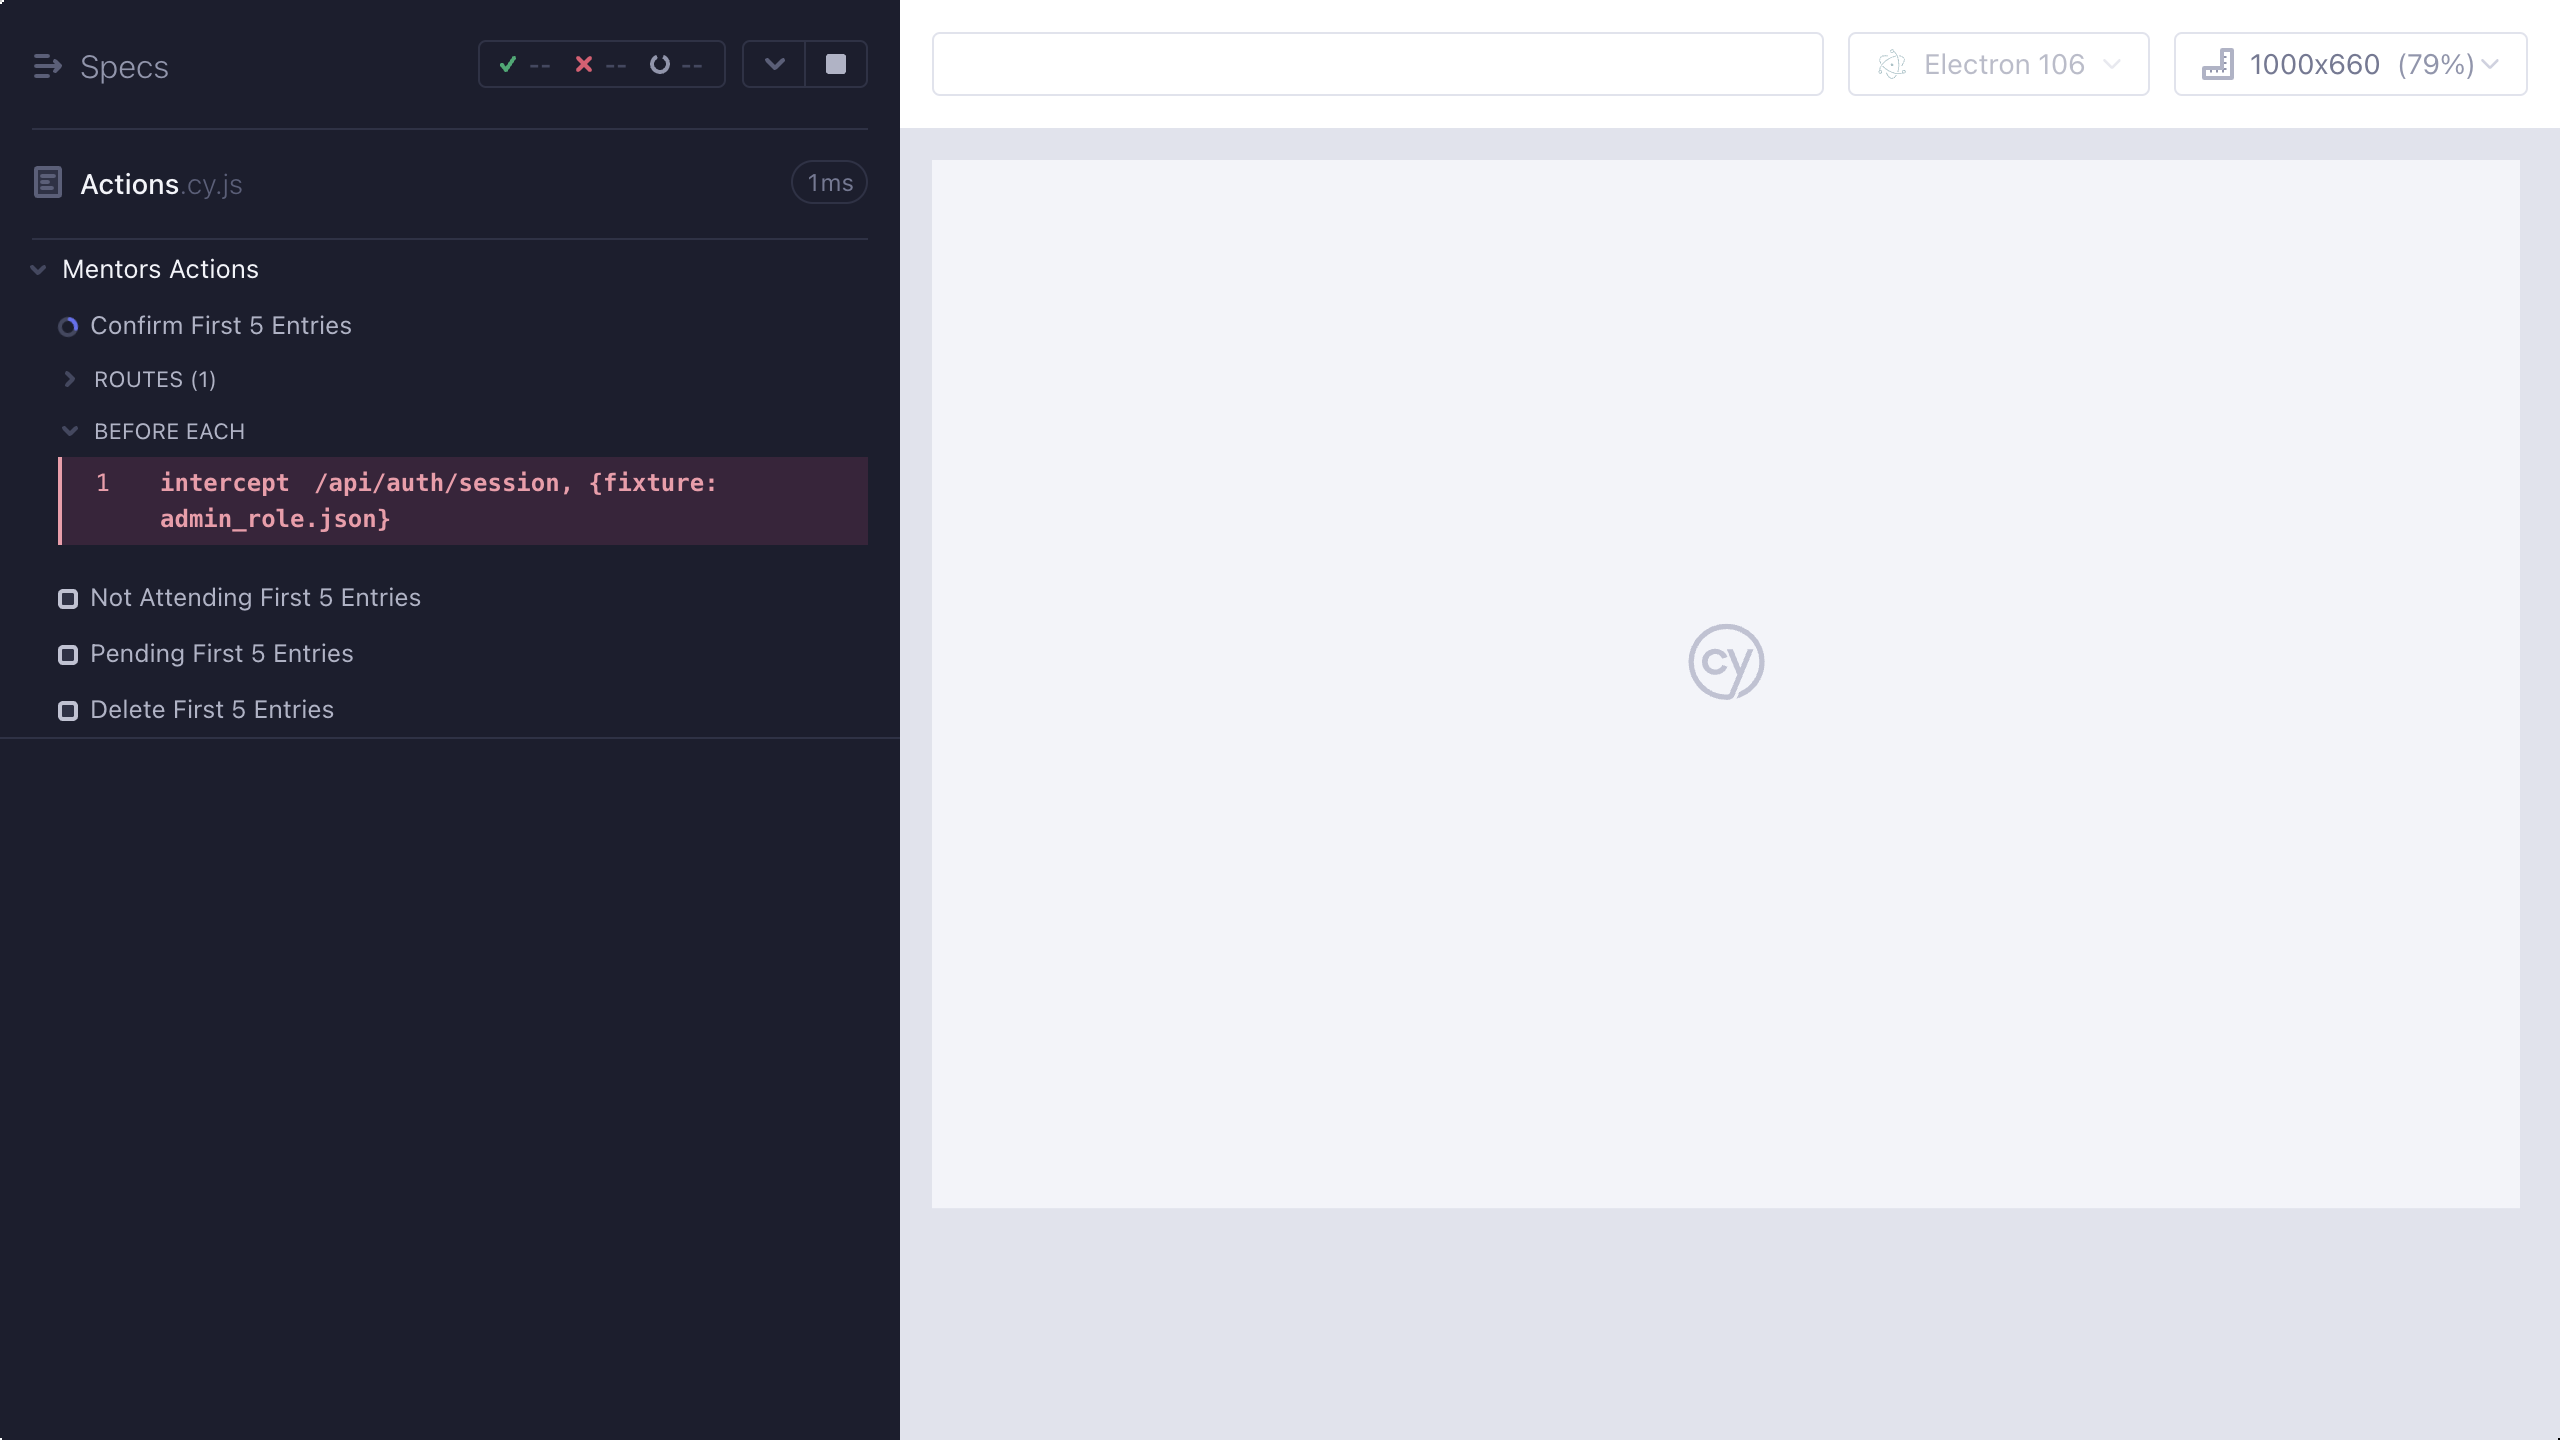 Specs
-- -- --
Actions.cy.js
1ms
Mentors Actions
Confirm First 5 Entries
ROUTES (1)
BEFORE EACH
1 intercept /api/auth/session, {fixture:
admin_role.json}
Not Attending First 5 Entries
Pending First 5 Entries
Delete First 5 Entries
Electron 106
1000x660 (79%)
cy